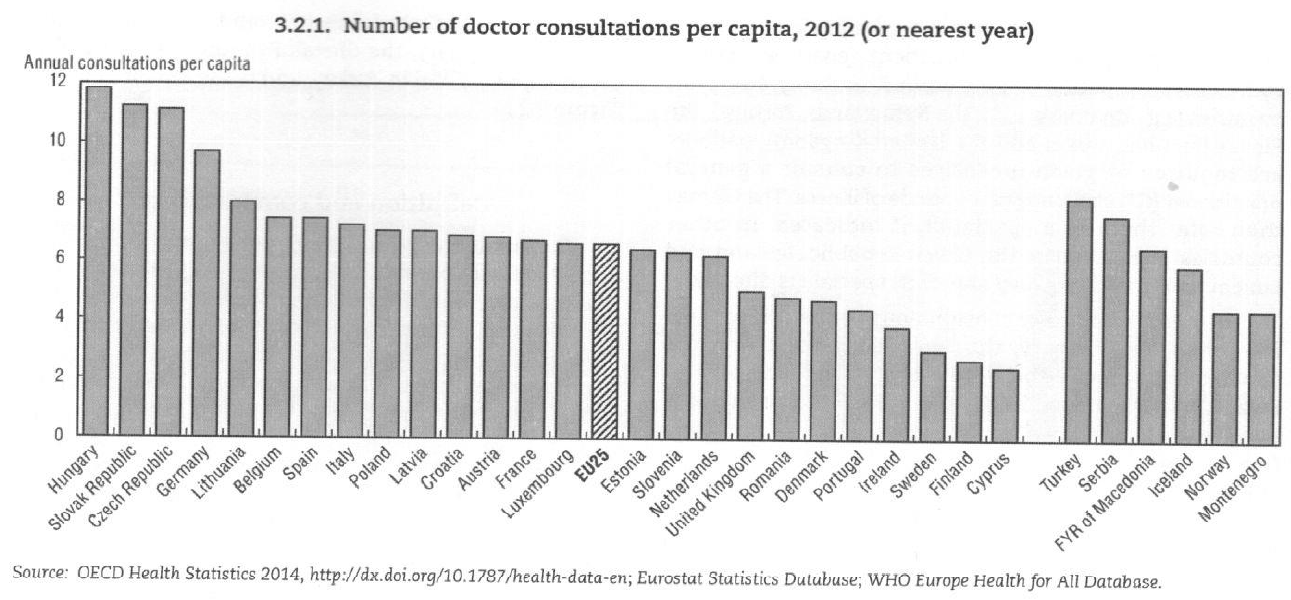 3.2.1. Number of doctor consultations per capita, 2012 (or nearest year)
Annual consultations per capita
12
10
8
6
4
2
0
Hungary
Slovak Republic
Czech Republic
Germany
Lithuania
Belgium
Spain
Italy
Poland
Latvia
Croatia
Austria
France
Luxembourg
EU25
Estonia
Slovenia
Netherlands
United Kingdom
Romania
Denmark
Portugal
Ireland
Sweden
Finland
Cyprus
Turkey
Serbia
FYR of Macedonia
Iceland
Norway
Montenegro
Source: OECD Health Statistics 2014, http://dx.doi.org/10.1787/health-data-en; Eurostat Statistics Database; WHO Europe Health for All Database.